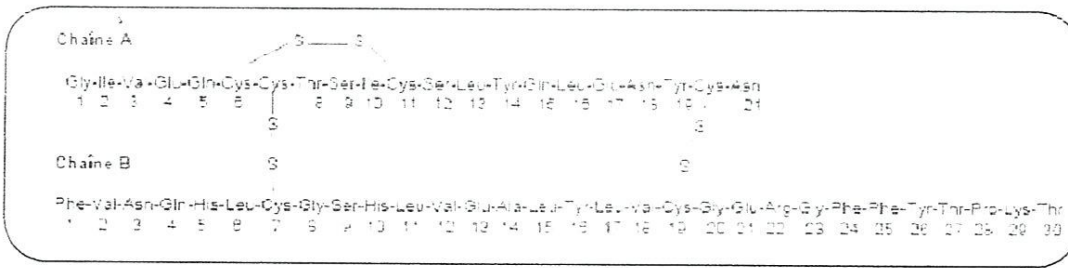 Chaîne A
S S
Gly-Ile-Val-Glu-Gln-Cys-Cys-Thr-Ser-Ile-Cys-Ser-Leu-Tyr-Gln-Leu-Glu-Asn-Tyr-Cys-Asn
1 2 3 4 5 6 8 9 10 11 12 13 14 15 16 17 18 19 21
S S
Chaîne B S S
Phe-Val-Asn-Gln-His-Leu-Cys-Gly-Ser-His-Leu-Val-Glu-Ala-Leu-Tyr-Leu-Val-Cys-Gly-Glu-Arg-Gly-Phe-Phe-Tyr-Thr-Pro-Lys-Thr
1 2 3 4 5 6 7 8 9 10 11 12 13 14 15 16 17 18 19 20 21 22 23 24 25 26 27 28 29 30